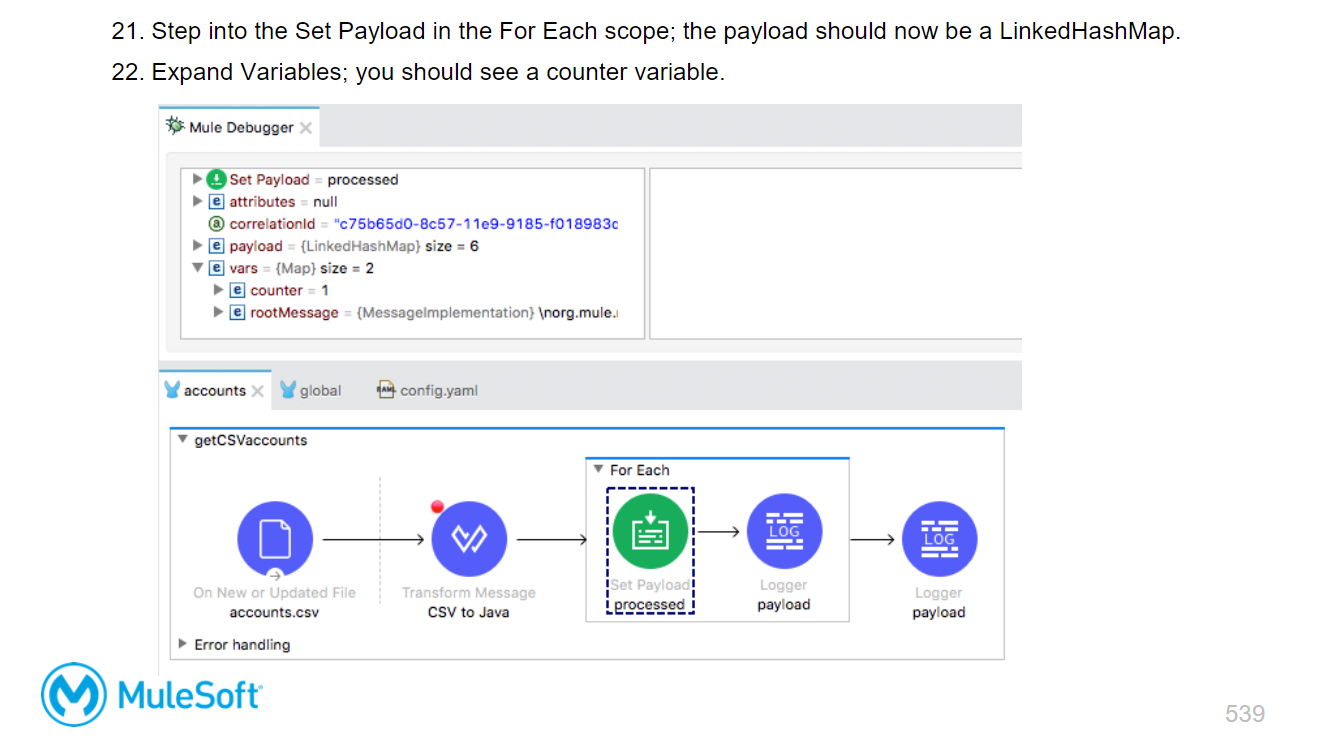 21. Step into the Set Payload in the For Each scope; the payload should now be a LinkedHashMap.
22. Expand Variables; you should see a counter variable.
Mule Debugger
Set Payload = processed
attributes = null
correlationId = "c75b65d0-8c57-11e9-9185-f018983c
payload = {LinkedHashMap} size = 6
vars = {Map} size = 2
counter = 1
rootMessage = {MessageImplementation} \norg.mule.
accounts global config.yaml
getCSVaccounts
For Each
LOG
LOG
On New or Updated File
accounts.csv
Transform Message
CSV to Java
Set Payload
processed
Logger
payload
Logger
payload
Error handling
MuleSoft
539